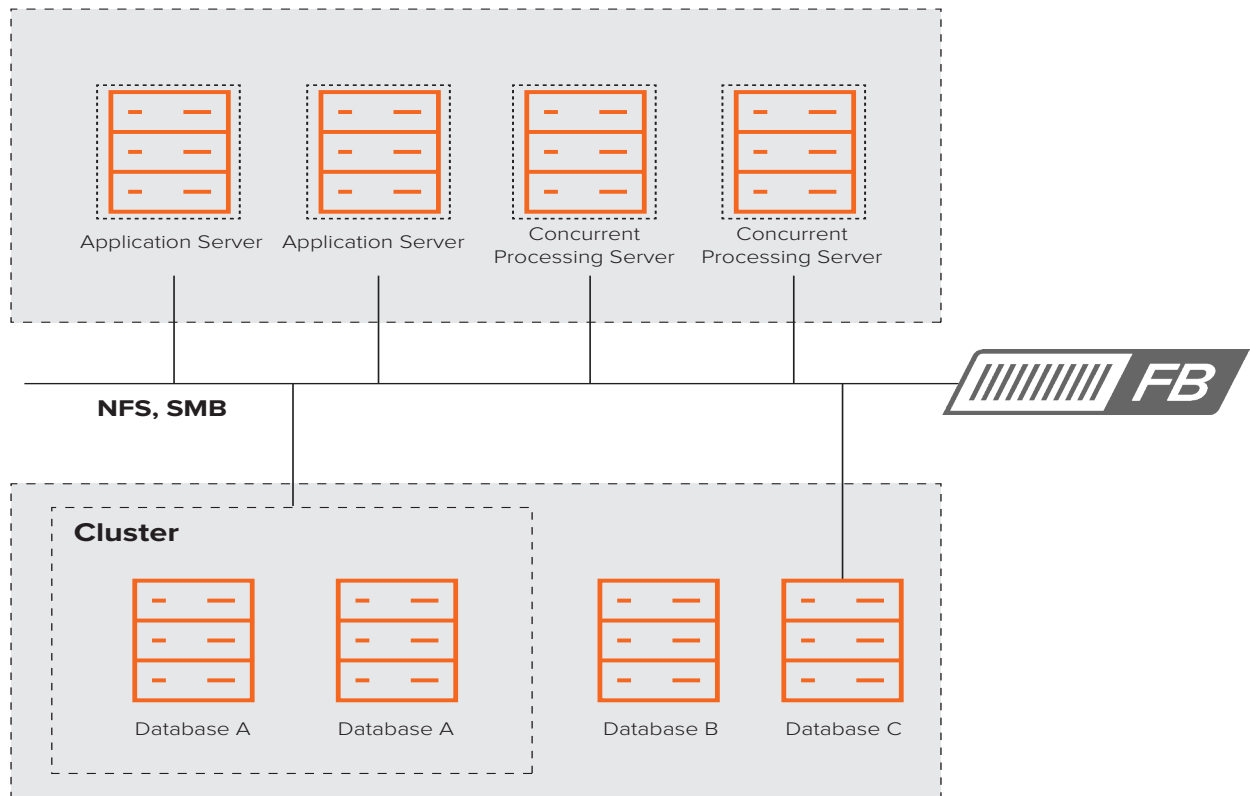 Application Server
Application Server
Concurrent
Processing Server
Concurrent
Processing Server
NFS, SMB
FB
Cluster
Database A
Database A
Database B
Database C